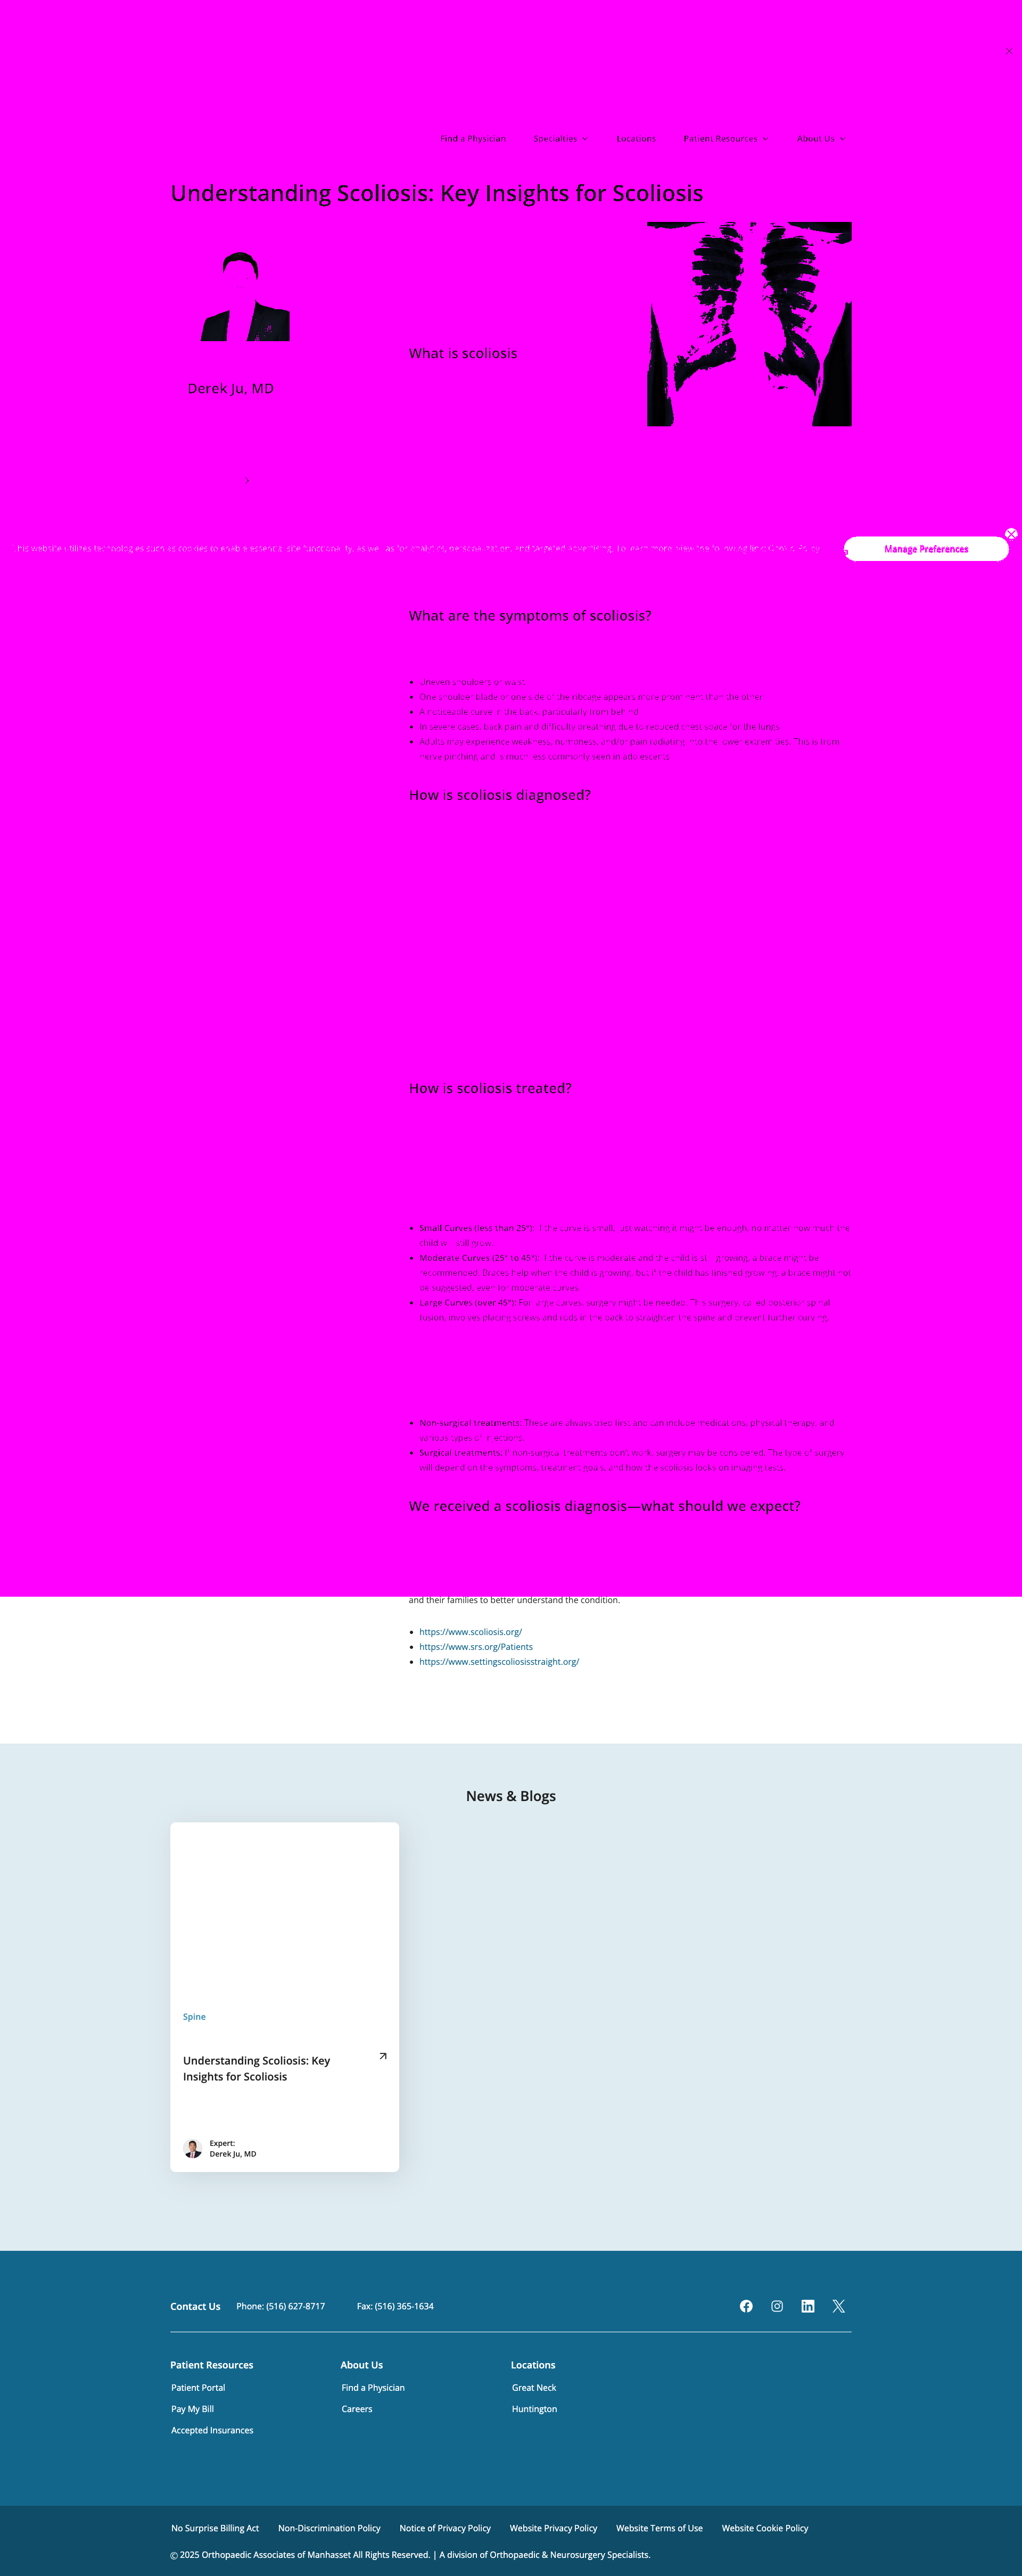 Find a Physician Specialties Locations Patient Resources About Us
Understanding Scoliosis: Key Insights for Scoliosis
What is scoliosis
Derek Ju, MD
This website utilizes technologies such as cookies to enable essential site functionality, as well as for analytics, personalization, and targeted advertising. To learn more, view the following link: Cookie Policy
Manage Preferences
What are the symptoms of scoliosis?
Uneven shoulders or waist
One shoulder blade or one side of the ribcage appears more prominent than the other
A noticeable curve in the back, particularly from behind
In severe cases, back pain and difficulty breathing due to reduced chest space for the lungs
Adults may experience weakness, numbness, and/or pain radiating into the lower extremities. This is from
nerve pinching and is much less commonly seen in adolescents
How is scoliosis diagnosed?
How is scoliosis treated?
Small Curves (less than 25°): If the curve is small, just watching it might be enough, no matter how much the
child will still grow.
Moderate Curves (25° to 45°): If the curve is moderate and the child is still growing, a brace might be
recommended. Braces help when the child is growing, but if the child has finished growing, a brace might not
be suggested, even for moderate curves.
Large Curves (over 45°): For large curves, surgery might be needed. This surgery, called posterior spinal
fusion, involves placing screws and rods in the back to straighten the spine and prevent further curving.
Non-surgical treatments: These are always tried first and can include medications, physical therapy, and
various types of injections.
Surgical treatments: If non-surgical treatments don't work, surgery may be considered. The type of surgery
will depend on the symptoms, treatment goals, and how the scoliosis looks on imaging tests.
We received a scoliosis diagnosis—what should we expect?
and their families to better understand the condition.
https://www.scoliosis.org/
https://www.srs.org/Patients
https://www.settingscoliosisstraight.org/
News & Blogs
Spine
Understanding Scoliosis: Key
Insights for Scoliosis
Expert:
Derek Ju, MD
Contact Us Phone: (516) 627-8717 Fax: (516) 365-1634
Patient Resources About Us Locations
Patient Portal Find a Physician Great Neck
Pay My Bill Careers Huntington
Accepted Insurances
No Surprise Billing Act Non-Discrimination Policy Notice of Privacy Policy Website Privacy Policy Website Terms of Use Website Cookie Policy
© 2025 Orthopaedic Associates of Manhasset All Rights Reserved. | A division of Orthopaedic & Neurosurgery Specialists.